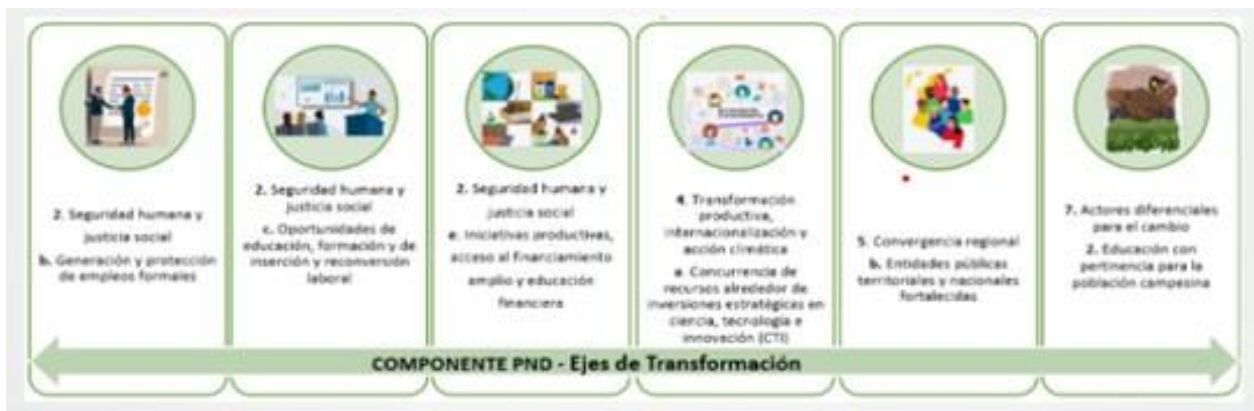 2. Seguridad humana y
justicia social
b. Generación y protección
de empleos formales
2. Seguridad humana y
justicia social
c. Oportunidades de
educación, formación y de
inserción y reconversión
laboral
2. Seguridad humana y
justicia social
e. Iniciativas productivas,
acceso al financiamiento
amplio y educación
financiera
4. Transformación
productiva,
internacionalización y
acción climática
a. Concurrencia de
recursos alrededor de
inversiones estratégicas en
ciencia, tecnología e
innovación (CTI)
5. Convergencia regional
b. Entidades públicas
territoriales y nacionales
fortalecidas
7. Actores diferenciales
para el cambio
2. Educación con
pertinencia para la
población campesina
COMPONENTE PND - Ejes de Transformación